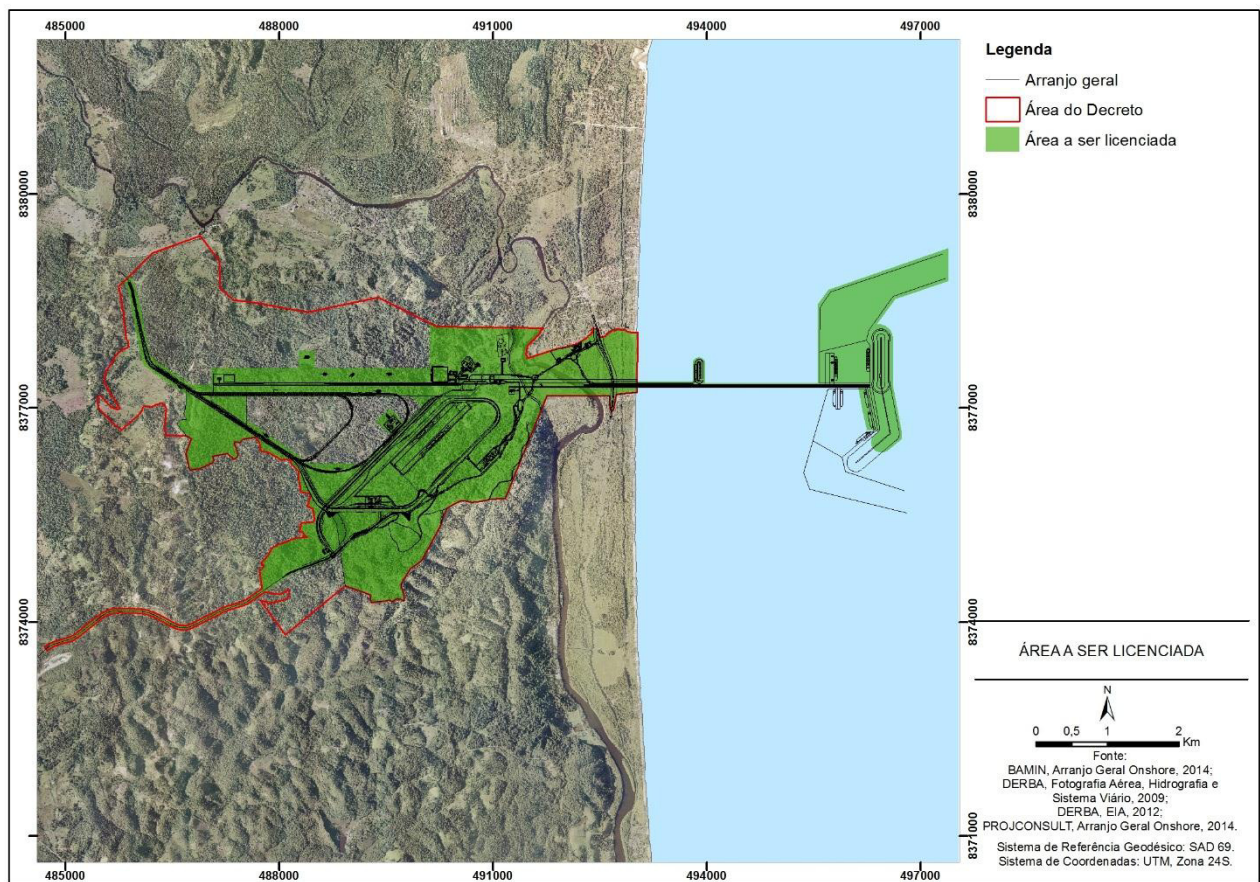 485000 488000 491000 494000 497000
Legenda
Arranjo geral
Área do Decreto
Área a ser licenciada
8380000 8380000
8377000 8377000
8374000 8374000
8371000
ÁREA A SER LICENCIADA
N
0 0,5 1 2
Km
Fonte:
BAMIN, Arranjo Geral Onshore, 2014;
DERBA, Fotografia Aérea, Hidrografia e
Sistema Viário, 2009;
DERBA, EIA, 2012;
PROJCONSULT, Arranjo Geral Onshore, 2014.
Sistema de Referência Geodésico: SAD 69.
Sistema de Coordenadas: UTM, Zona 24S.
485000 488000 491000 494000 497000